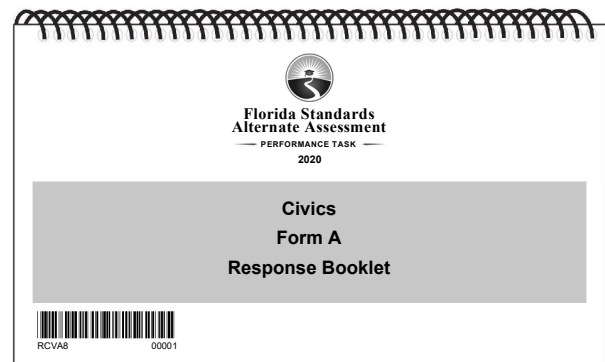 Florida Standards
Alternate Assessment
PERFORMANCE TASK
2020
Civics
Form A
Response Booklet
RCVA8 00001